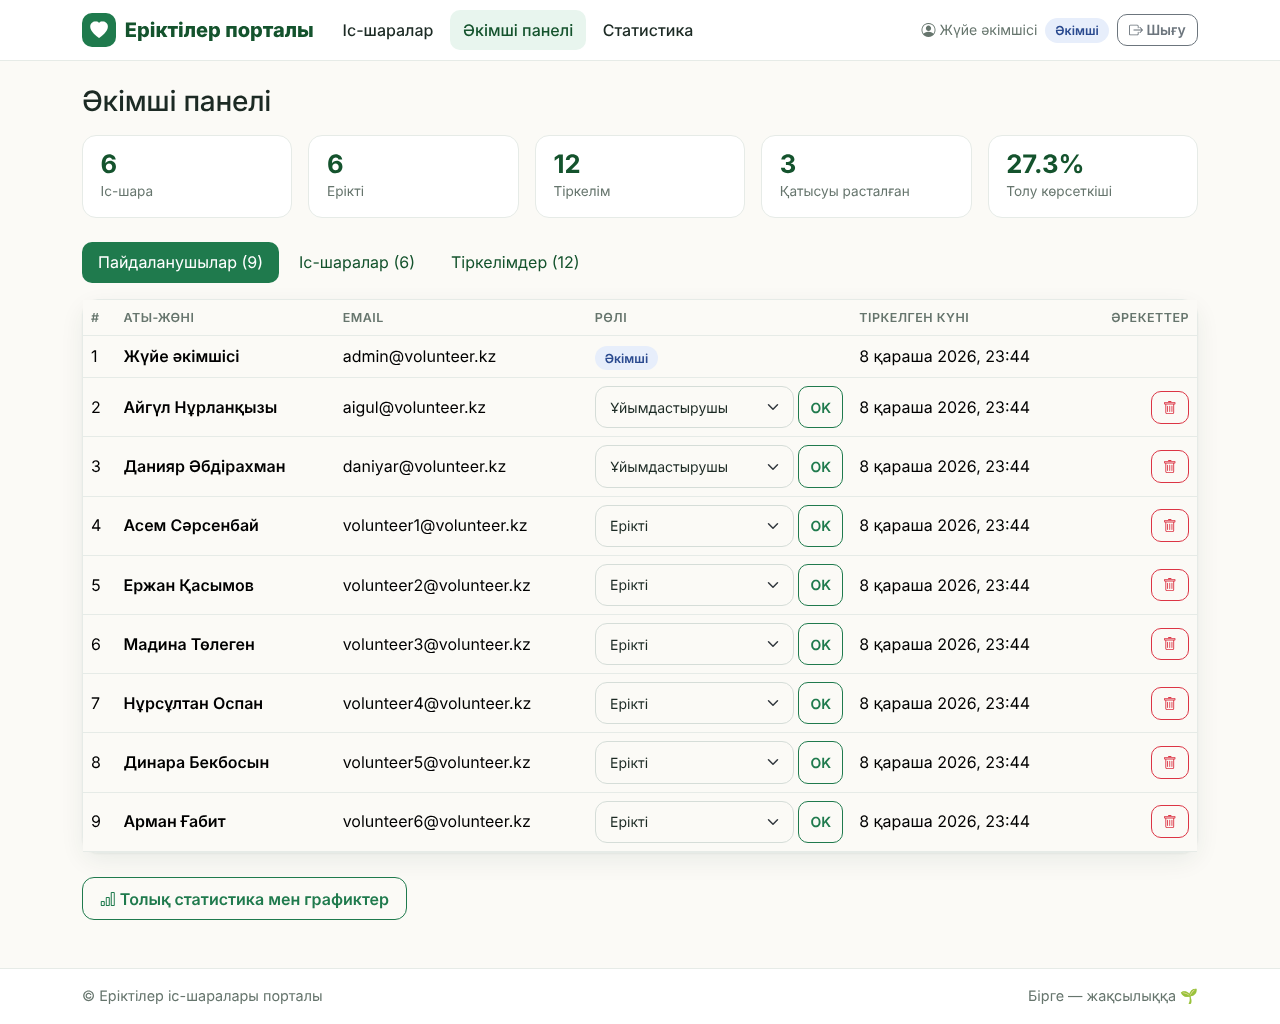 Еріктілер порталы Іс-шаралар Әкімші панелі Статистика Жүйе әкімшісі Әкімші Шығу
Әкімші панелі
6 6 12 3 27.3%
Іс-шара Ерікті Тіркелім Қатысуы расталған Толу көрсеткіші
Пайдаланушылар (9) Іс-шаралар (6) Тіркелімдер (12)
# АТЫ-ЖӨНІ EMAIL РӨЛІ ТІРКЕЛГЕН КҮНІ ӘРЕКЕТТЕР
1 Жүйе әкімшісі admin@volunteer.kz Әкімші 8 қараша 2026, 23:44
2 Айгүл Нұрланқызы aigul@volunteer.kz Ұйымдастырушы OK 8 қараша 2026, 23:44
3 Данияр Әбдірахман daniyar@volunteer.kz Ұйымдастырушы OK 8 қараша 2026, 23:44
4 Асем Сәрсенбай volunteer1@volunteer.kz Ерікті OK 8 қараша 2026, 23:44
5 Ержан Қасымов volunteer2@volunteer.kz Ерікті OK 8 қараша 2026, 23:44
6 Мадина Төлеген volunteer3@volunteer.kz Ерікті OK 8 қараша 2026, 23:44
7 Нұрсұлтан Оспан volunteer4@volunteer.kz Ерікті OK 8 қараша 2026, 23:44
8 Динара Бекбосын volunteer5@volunteer.kz Ерікті OK 8 қараша 2026, 23:44
9 Арман Ғабит volunteer6@volunteer.kz Ерікті OK 8 қараша 2026, 23:44
Толық статистика мен графиктер
© Еріктілер іс-шаралары порталы Бірге — жақсылыққа 🌱